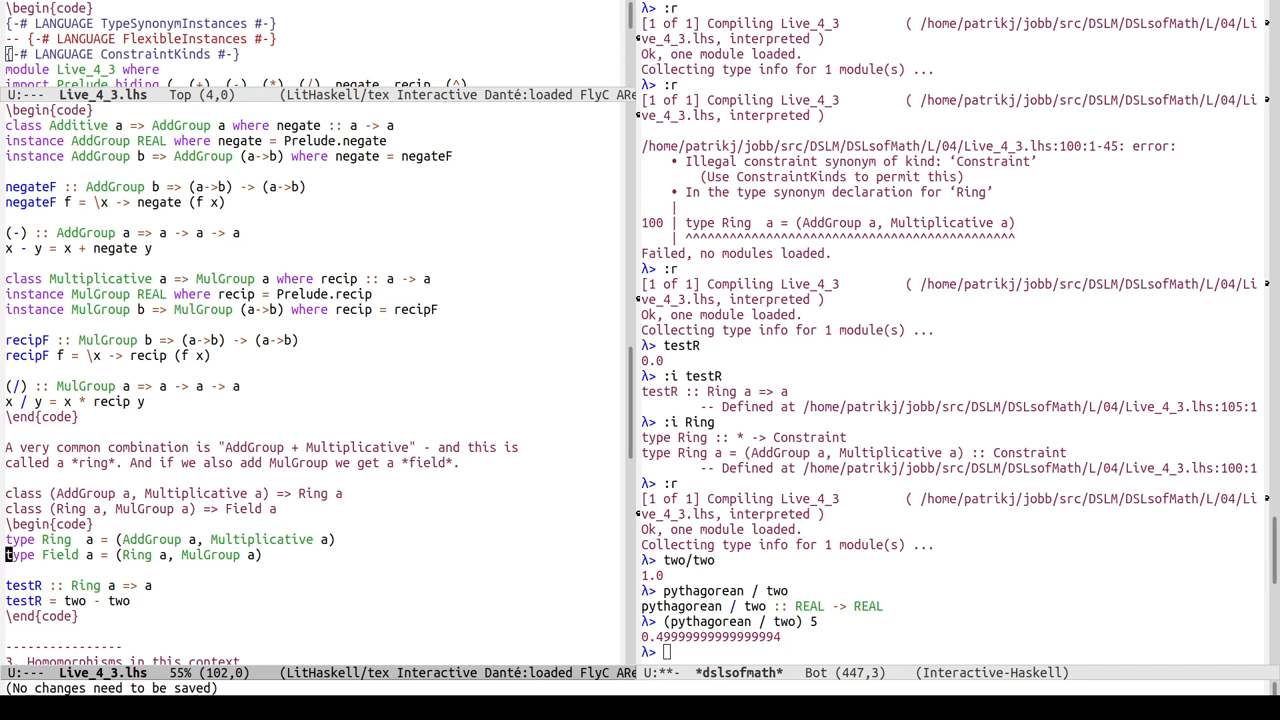 \begin{code}
{-# LANGUAGE TypeSynonymInstances #-}
-- {-# LANGUAGE FlexibleInstances #-}
{-# LANGUAGE ConstraintKinds #-}
module Live_4_3 where
import Prelude hiding (  (+), (-), (*), (/), negate, recip, (^)
U:---  Live_4_3.lhs   Top (4,0)      (LitHaskell/tex Interactive Danté:loaded FlyC ARe
\begin{code}
class Additive a => AddGroup a where negate :: a -> a
instance AddGroup REAL where negate = Prelude.negate
instance AddGroup b => AddGroup (a->b) where negate = negateF
negateF :: AddGroup b => (a->b) -> (a->b)
negateF f = \x -> negate (f x)
(-) :: AddGroup a => a -> a -> a
x - y = x + negate y
class Multiplicative a => MulGroup a where recip :: a -> a
instance MulGroup REAL where recip = Prelude.recip
instance MulGroup b => MulGroup (a->b) where recip = recipF
recipF :: MulGroup b => (a->b) -> (a->b)
recipF f = \x -> recip (f x)
(/) :: MulGroup a => a -> a -> a
x / y = x * recip y
\end{code}
A very common combination is "AddGroup + Multiplicative" - and this is
called a *ring*. And if we also add MulGroup we get a *field*.
class (AddGroup a, Multiplicative a) => Ring a
class (Ring a, MulGroup a) => Field a
\begin{code}
type Ring  a = (AddGroup a, Multiplicative a)
type Field a = (Ring a, MulGroup a)
testR :: Ring a => a
testR = two - two
\end{code}
----------------
3. Homomorphisms in this context
U:---  Live_4_3.lhs   55% (102,0)    (LitHaskell/tex Interactive Danté:loaded FlyC ARe
(No changes need to be saved)
λ> :r
[1 of 1] Compiling Live_4_3         ( /home/patrikj/jobb/src/DSLM/DSLsofMath/L/04/Li
ve_4_3.lhs, interpreted )
Ok, one module loaded.
Collecting type info for 1 module(s) ...
λ> :r
[1 of 1] Compiling Live_4_3         ( /home/patrikj/jobb/src/DSLM/DSLsofMath/L/04/Li
ve_4_3.lhs, interpreted )
/home/patrikj/jobb/src/DSLM/DSLsofMath/L/04/Live_4_3.lhs:100:1-45: error:
• Illegal constraint synonym of kind: ‘Constraint’
(Use ConstraintKinds to permit this)
• In the type synonym declaration for ‘Ring’
|
100 | type Ring  a = (AddGroup a, Multiplicative a)
| ^^^^^^^^^^^^^^^^^^^^^^^^^^^^^^^^^^^^^^^^^^^^^
Failed, no modules loaded.
λ> :r
[1 of 1] Compiling Live_4_3         ( /home/patrikj/jobb/src/DSLM/DSLsofMath/L/04/Li
ve_4_3.lhs, interpreted )
Ok, one module loaded.
Collecting type info for 1 module(s) ...
λ> testR
0.0
λ> :i testR
testR :: Ring a => a
-- Defined at /home/patrikj/jobb/src/DSLM/DSLsofMath/L/04/Live_4_3.lhs:105:1
λ> :i Ring
type Ring :: * -> Constraint
type Ring a = (AddGroup a, Multiplicative a) :: Constraint
-- Defined at /home/patrikj/jobb/src/DSLM/DSLsofMath/L/04/Live_4_3.lhs:100:1
λ> :r
[1 of 1] Compiling Live_4_3         ( /home/patrikj/jobb/src/DSLM/DSLsofMath/L/04/Li
ve_4_3.lhs, interpreted )
Ok, one module loaded.
Collecting type info for 1 module(s) ...
λ> two/two
1.0
λ> pythagorean / two
pythagorean / two :: REAL -> REAL
λ> (pythagorean / two) 5
0.49999999999999994
λ>
U:**-  *dslsofmath*   Bot (447,3)    (Interactive-Haskell)